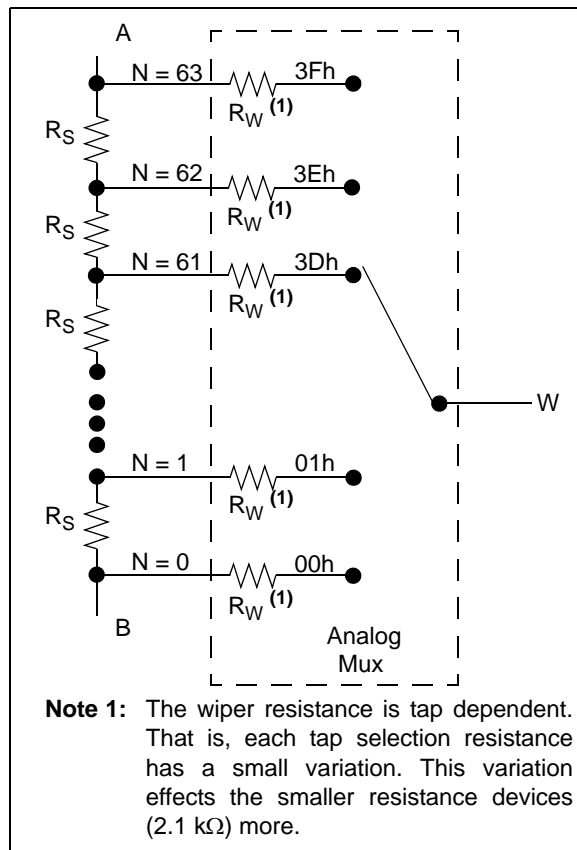 A
N = 63
3Fh
RW (1)
RS
N = 62
3Eh
RW (1)
RS
N = 61
3Dh
RW (1)
RS
W
N = 1
01h
RW (1)
RS
N = 0
00h
RW (1)
B
Analog
Mux
Note 1: The wiper resistance is tap dependent.
That is, each tap selection resistance
has a small variation. This variation
effects the smaller resistance devices
(2.1 kΩ) more.